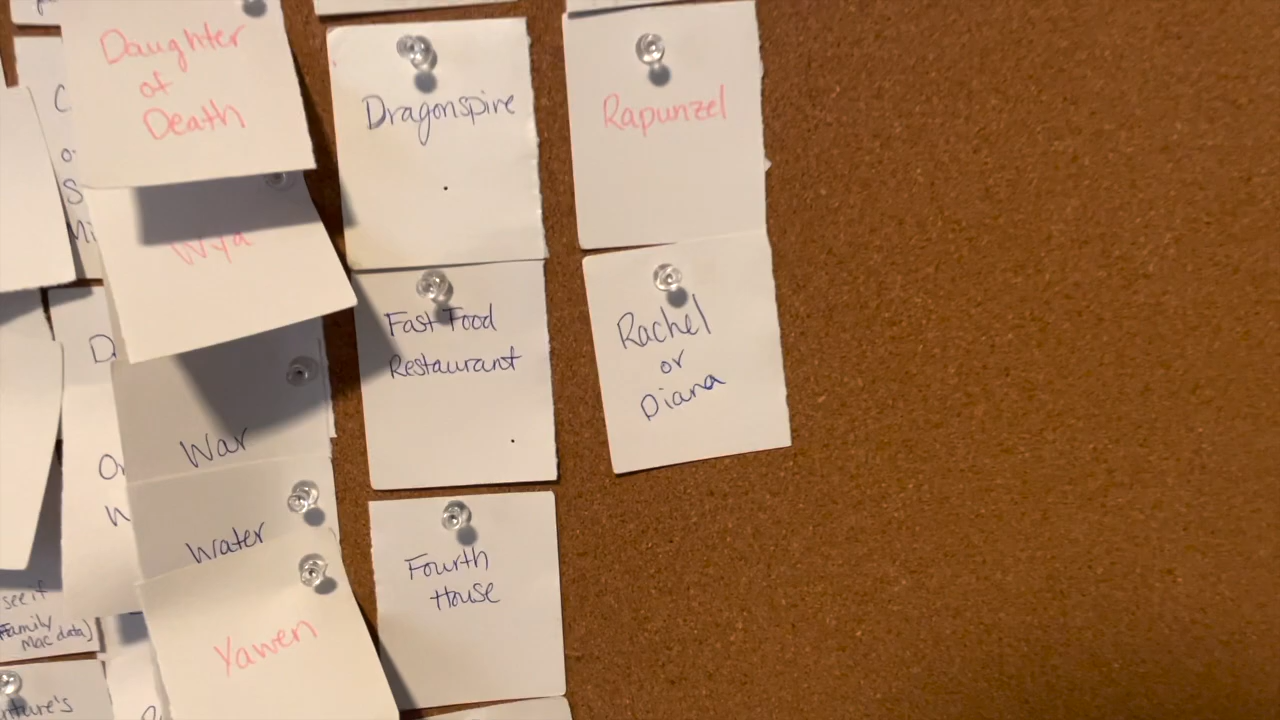 Daughter
of
Death
Wya
War
Water
Yawen
Dragonspire
Fast Food
Restaurant
Fourth
House
Rapunzel
Rachel
or
Diana
see if
Family
Mac data)